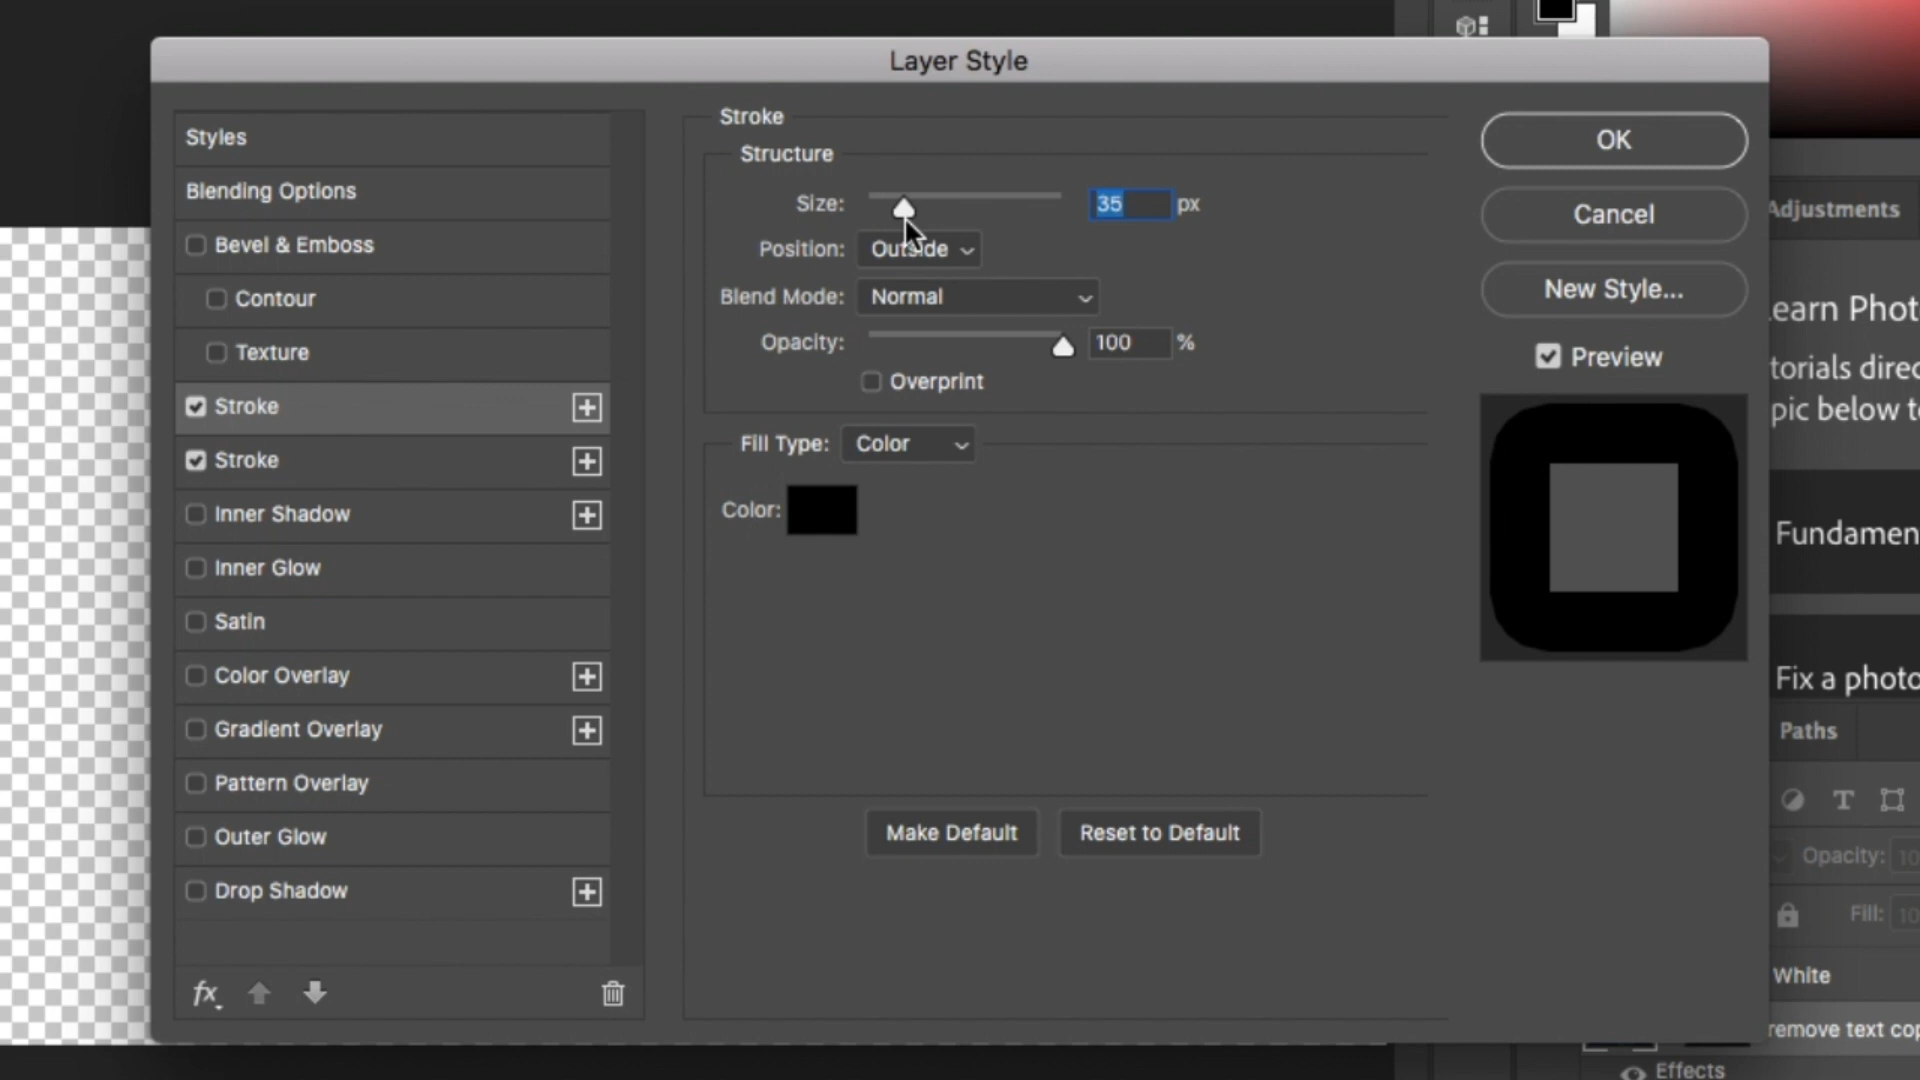 Layer Style
Styles
Blending Options
Bevel & Emboss
Contour
Texture
Stroke
Stroke
Inner Shadow
Inner Glow
Satin
Color Overlay
Gradient Overlay
Pattern Overlay
Outer Glow
Drop Shadow
fx
Stroke
Structure
Size: 35 px
Position: Outside
Blend Mode: Normal
Opacity: 100 %
Overprint
Fill Type: Color
Color:
Make Default Reset to Default
OK
Cancel
New Style...
Preview
Adjustments
earn Phot
torials direc
pic below t
Fundamen
Fix a photo
Paths
T
Opacity: 10
Fill: 10
White
remove text cop
Effects